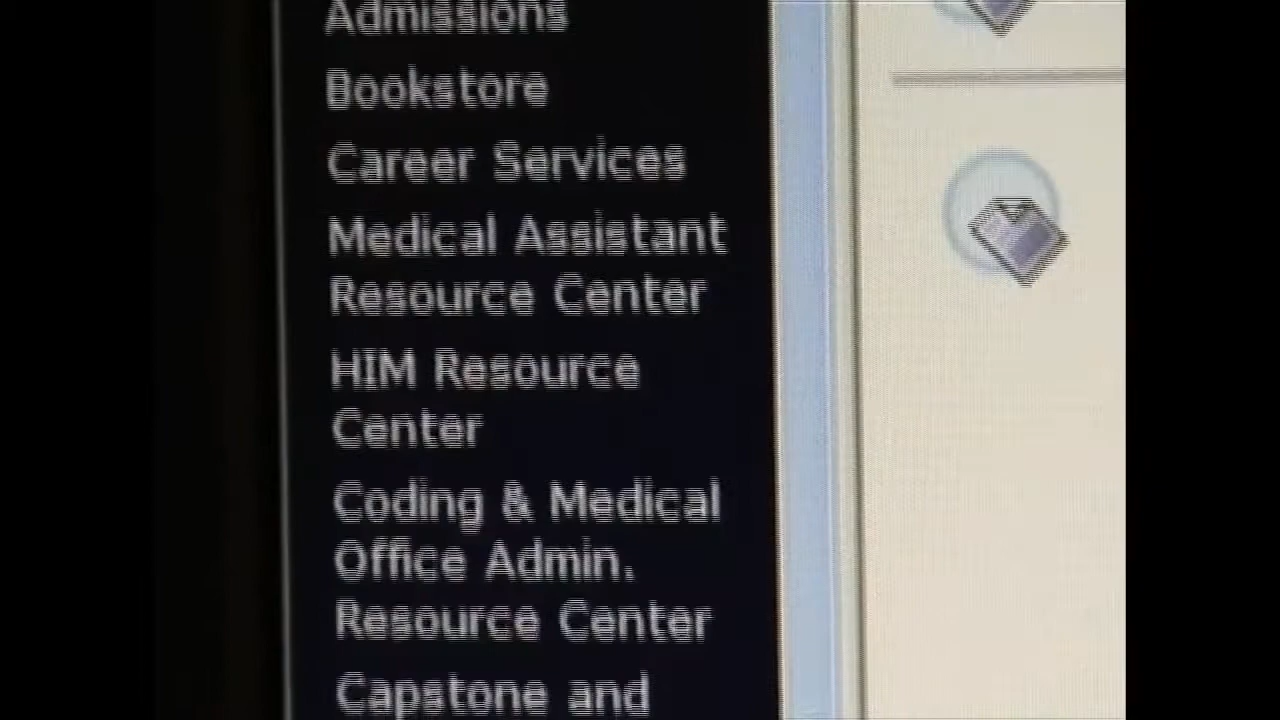 Admissions
Bookstore
Career Services
Medical Assistant
Resource Center
HIM Resource
Center
Coding & Medical
Office Admin.
Resource Center
Capstone and